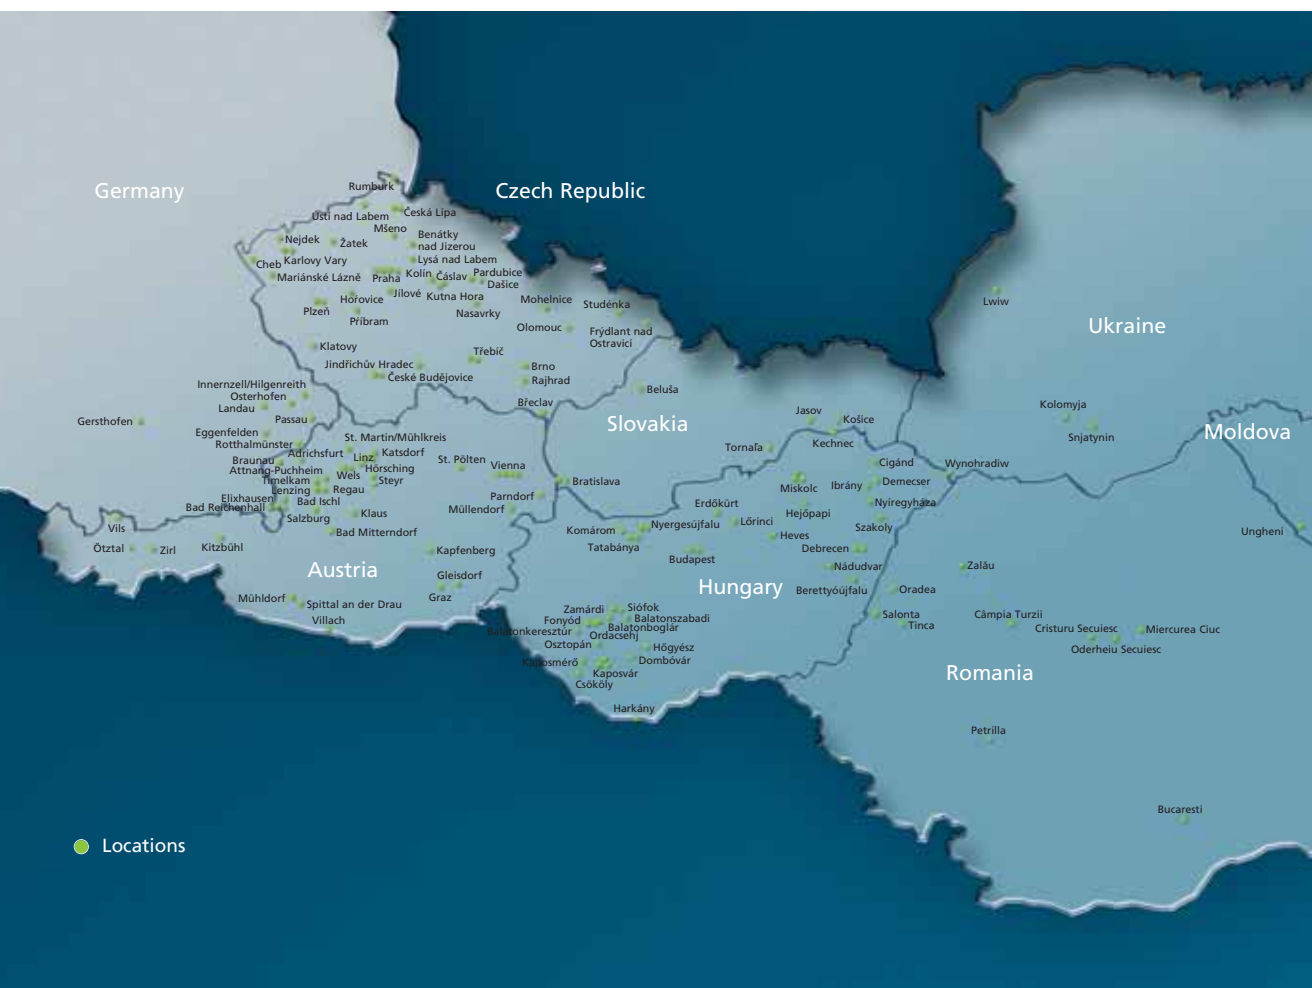 Germany
Czech Republic
Rumburk
Ústí nad Labem
Česká Lípa
Mšeno
Benátky
nad Jizerou
Nejdek
Žatek
Lysá nad Labem
Cheb
Karlovy Vary
Mariánské Lázně
Praha
Kolín
Čáslav
Pardubice
Dašice
Hořovice
Jílové
Kutna Hora
Plzeň
Příbram
Nasavrky
Mohelnice
Studénka
Olomouc
Frýdlant nad
Ostravicí
Klatovy
Třebíč
Jindřichův Hradec
České Budějovice
Brno
Rajhrad
Břeclav
Lwiw
Ukraine
Innernzell/Hilgenreith
Osterhofen
Landau
Gersthofen
Passau
Eggenfelden
Rotthalmünster
Beluša
Slovakia
Jasov
Košice
Kechnec
Tornaľa
Kolomyja
Snjatynin
Moldova
St. Martin/Mühlkreis
Adrichsfurt
Linz
Katsdorf
Braunau
Attnang-Puchheim
Hörsching
St. Pölten
Vienna
Timelkam
Wels
Steyr
Lenzing
Regau
Elixhausen
Bad Ischl
Bad Reichenhall
Salzburg
Klaus
Parndorf
Müllendorf
Bratislava
Cigánd
Wynohradiw
Miskolc
Ibrány
Demecser
Vils
Bad Mitterndorf
Erdőkürt
Hejőpapi
Nyíregyháza
Komárom
Nyergesújfalu
Lőrinci
Szakoly
Ungheni
Ötztal
Zirl
Kitzbühl
Kapfenberg
Tatabánya
Heves
Budapest
Debrecen
Austria
Gleisdorf
Hungary
Nádudvar
Zalău
Mühldorf
Spittal an der Drau
Graz
Berettyóújfalu
Oradea
Villach
Zamárdi
Siófok
Fonyód
Balatonszabadi
Balatonkeresztúr
Balatonboglár
Ordacsehj
Salonta
Tinca
Câmpia Turzii
Cristuru Secuiesc
Miercurea Ciuc
Osztopán
Hőgyész
Oderheiu Secuiesc
Kaposmérő
Dombóvár
Kaposvár
Csököly
Romania
Harkány
Petrilla
Bucaresti
Locations